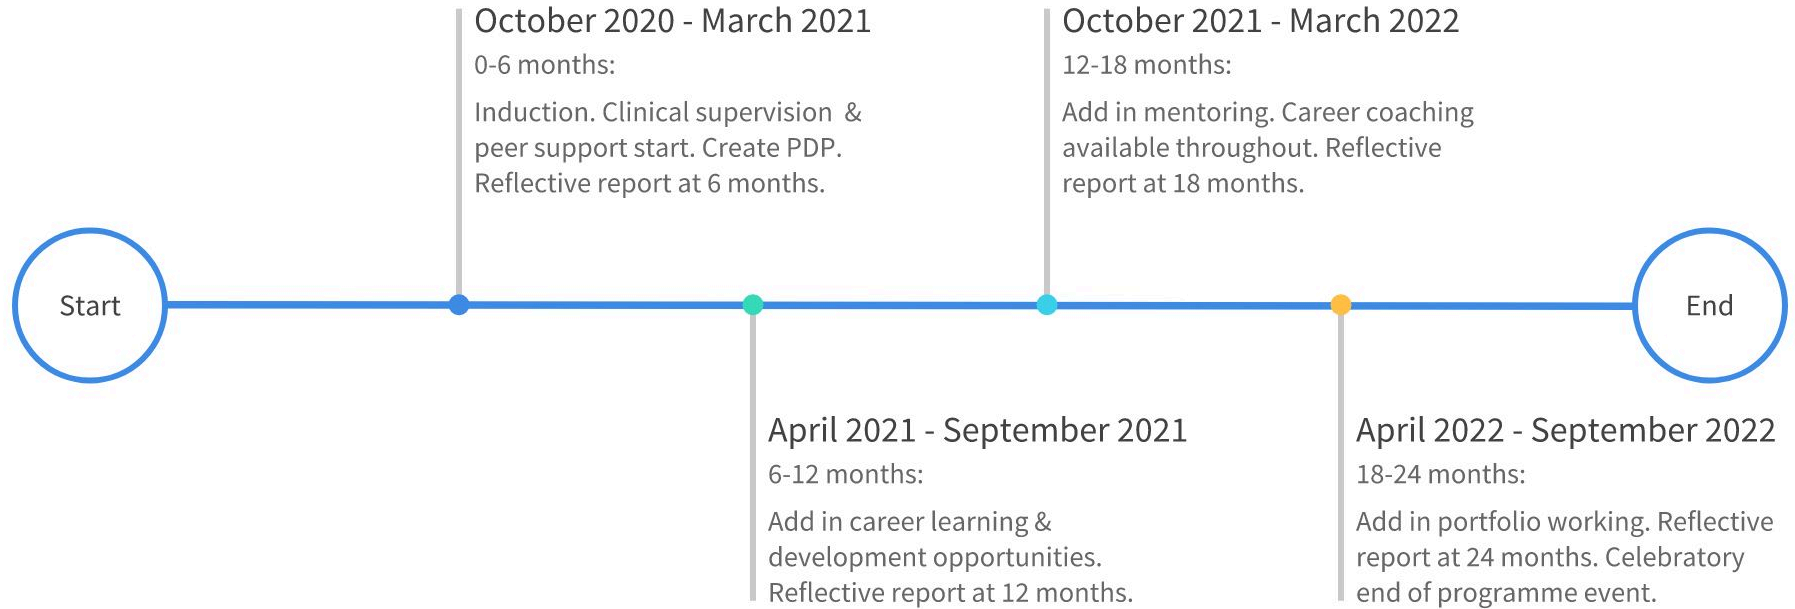 Start
October 2020 - March 2021
0-6 months:
Induction. Clinical supervision  &
peer support start. Create PDP.
Reflective report at 6 months.
April 2021 - September 2021
6-12 months:
Add in career learning &
development opportunities.
Reflective report at 12 months.
October 2021 - March 2022
12-18 months:
Add in mentoring. Career coaching
available throughout. Reflective
report at 18 months.
April 2022 - September 2022
18-24 months:
Add in portfolio working. Reflective
report at 24 months. Celebratory
end of programme event.
End